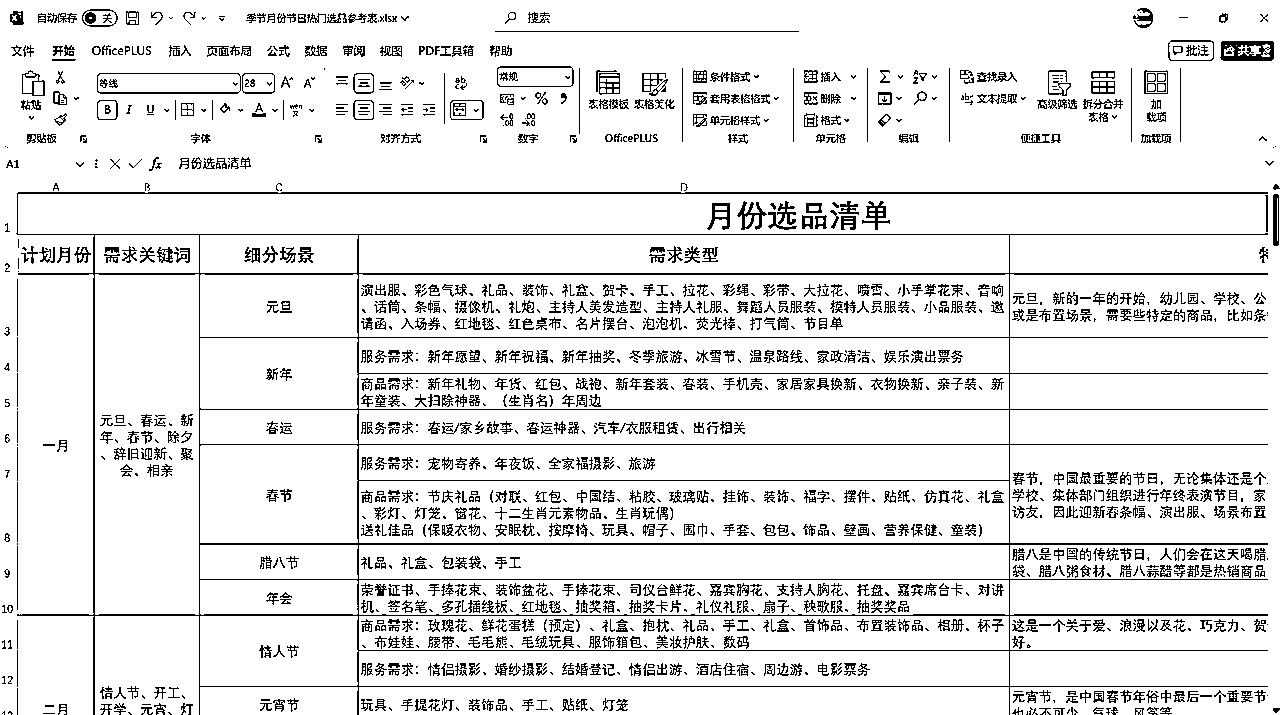 自动保存 关 季节月份节日热门选品参考表.xlsx 搜索
文件 开始 OfficePLUS 插入 页面布局 公式 数据 审阅 视图 PDF工具箱 帮助 批注 共享
粘贴 等线 28 常规 表格模板 表格美化 条件格式 套用表格格式 单元格样式 插入 删除 格式 查找录入 文本提取 高级筛选 拆分合并表格 加载项
剪贴板 字体 对齐方式 数字 OfficePLUS 样式 单元格 编辑 便捷工具 加载项
A1 fx 月份选品清单
A B C D
1 月份选品清单
2 计划月份 需求关键词 细分场景 需求类型
3 元旦
演出服、彩色气球、礼品、装饰、礼盒、贺卡、手工、拉花、彩绳、彩带、大拉花、喷雪、小手掌花束、音响
、话筒、条幅、摄像机、礼炮、主持人美发造型、主持人礼服、舞蹈人员服装、模特人员服装、小品服装、邀
请函、入场券、红地毯、红色桌布、名片摆台、泡泡机、荧光棒、打气筒、节目单
元旦，新的一年的开始，幼儿园、学校、公
或是布置场景，需要些特定的商品，比如条
4 新年
服务需求：新年愿望、新年祝福、新年抽奖、冬季旅游、冰雪节、温泉路线、家政清洁、娱乐演出票务
5
商品需求：新年礼物、年货、红包、战袍、新年套装、春装、手机壳、家居家具换新、衣物换新、亲子装、新
年童装、大扫除神器、（生肖名）年周边
一月
元旦、春运、新
年、春节、除夕
、辞旧迎新、聚
会、相亲
6 春运
服务需求：春运/家乡故事、春运神器、汽车/衣服租赁、出行相关
7 春节
服务需求：宠物寄养、年夜饭、全家福摄影、旅游
8
商品需求：节庆礼品（对联、红包、中国结、粘胶、玻璃贴、挂饰、装饰、福字、摆件、贴纸、仿真花、礼盒
、彩灯、灯笼、窗花、十二生肖元素物品、生肖玩偶）
送礼佳品（保暖衣物、安眠枕、按摩椅、玩具、帽子、围巾、手套、包包、饰品、壁画、营养保健、童装）
春节，中国最重要的节日，无论集体还是个
学校、集体部门组织进行年终表演节目，家
访友，因此迎新春条幅、演出服、场景布置
9 腊八节
礼品、礼盒、包装袋、手工
腊八是中国的传统节日，人们会在这天喝腊
袋、腊八粥食材、腊八蒜醋等都是热销商品
10 年会
荣誉证书、手捧花束、装饰盆花、手捧花束、司仪台鲜花、嘉宾胸花、支持人胸花、托盘、嘉宾席台卡、对讲
机、签名笔、多孔插线板、红地毯、抽奖箱、抽奖卡片、礼仪礼服、扇子、秧歌服、抽奖奖品
11 情人节
商品需求：玫瑰花、鲜花蛋糕（预定）、礼盒、抱枕、礼品、手工、礼盒、首饰品、布置装饰品、相册、杯子
、布娃娃、腰带、毛毛熊、毛绒玩具、服饰箱包、美妆护肤、数码
这是一个关于爱、浪漫以及花、巧克力、贺
好。
12
服务需求：情侣摄影、婚纱摄影、结婚登记、情侣出游、酒店住宿、周边游、电影票务
二月
情人节、开工、
开学、元宵、灯
元宵节
玩具、手提花灯、装饰品、手工、贴纸、灯笼
元宵节，是中国春节年俗中最后一个重要节